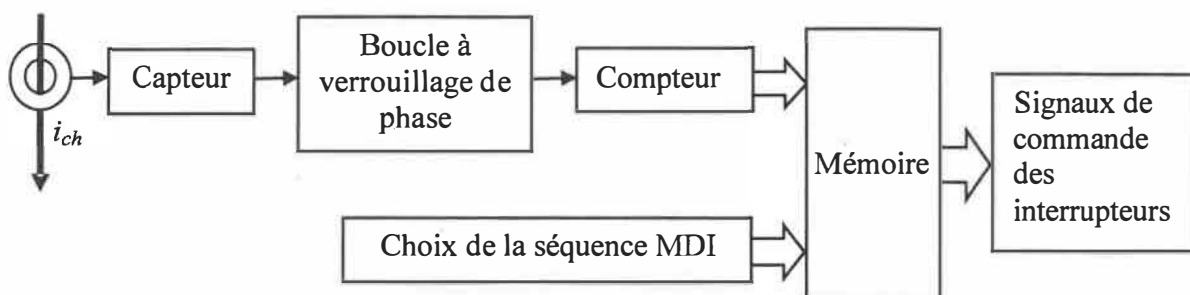 Boucle à
verrouillage de
phase
Capteur
Compteur
i_ch
Mémoire
Signaux de
commande
des
interrupteurs
Choix de la séquence MDI